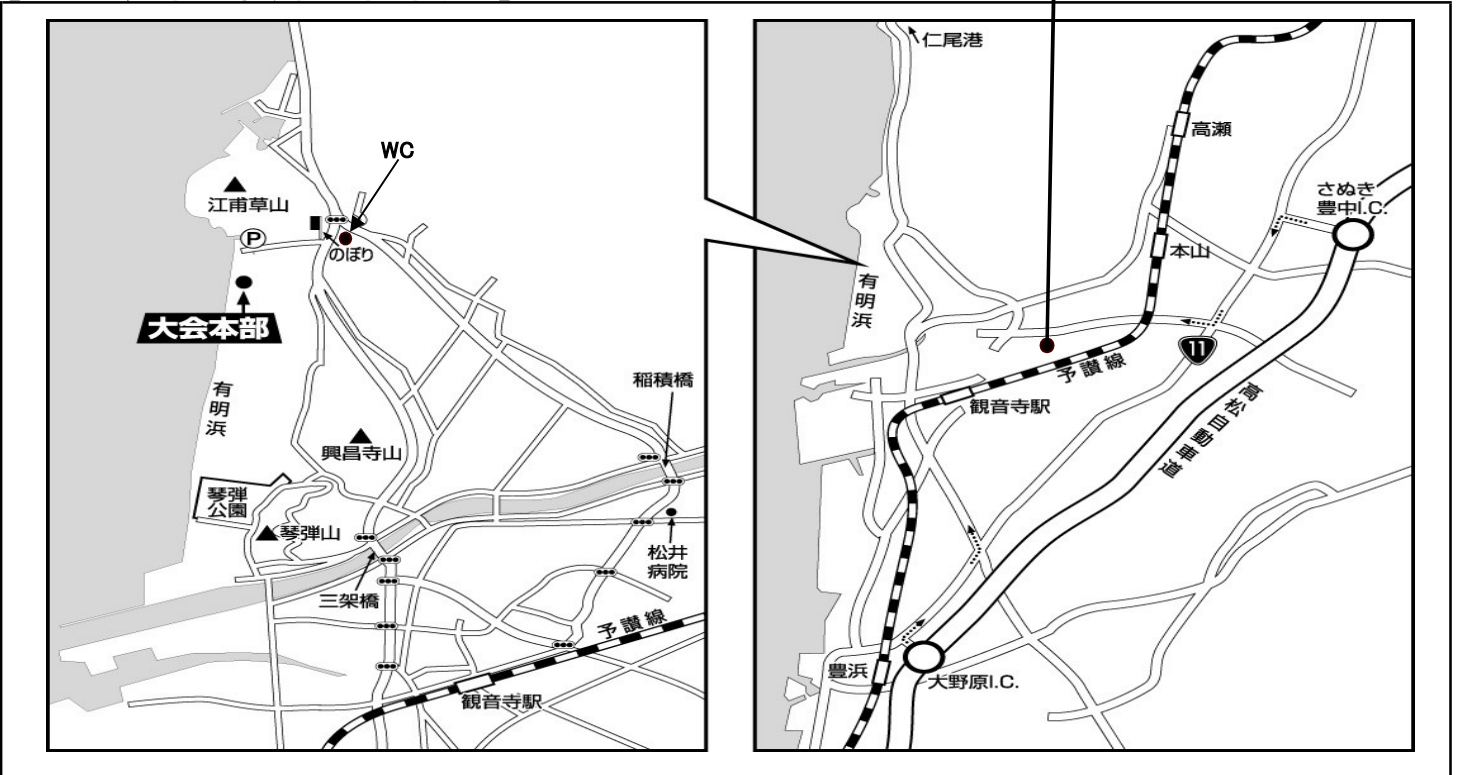 WC
江甫草山
P
のぼり
大会本部
有明浜
稲積橋
興昌寺山
琴弾
公園
琴弾山
松井
病院
三架橋
予讃線
観音寺駅
仁尾港
高瀬
さぬき
豊中I.C.
本山
有明浜
11
予讃線
観音寺駅
高松自動車道
豊浜
大野原I.C.